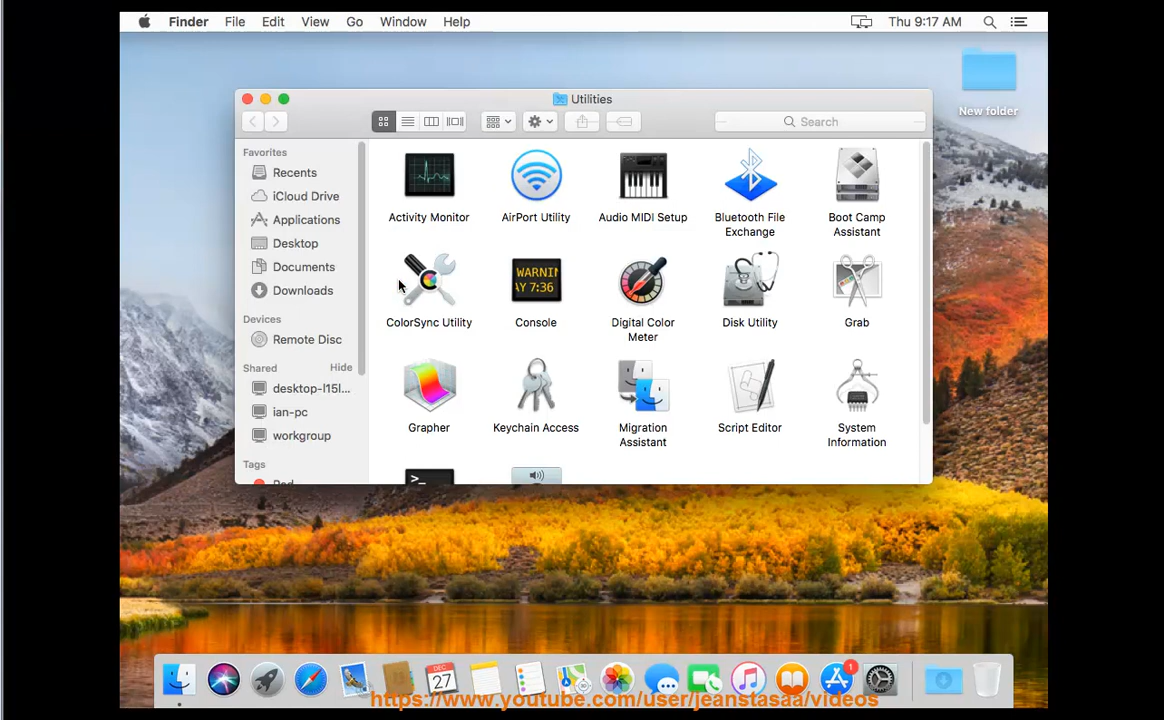 Finder File Edit View Go Window Help Thu 9:17 AM
New folder
Utilities
Search
Favorites
Recents
iCloud Drive
Applications
Desktop
Documents
Downloads
Devices
Remote Disc
Shared Hide
desktop-l15l...
ian-pc
workgroup
Tags
Red
Activity Monitor
AirPort Utility
Audio MIDI Setup
Bluetooth File
Exchange
Boot Camp
Assistant
ColorSync Utility
WARNIN
AY 7:36
Console
Digital Color
Meter
Disk Utility
Grab
Grapher
Keychain Access
Migration
Assistant
Script Editor
System
Information
>_
DEC
27
1
https://www.youtube.com/user/jeanstasaa/videos